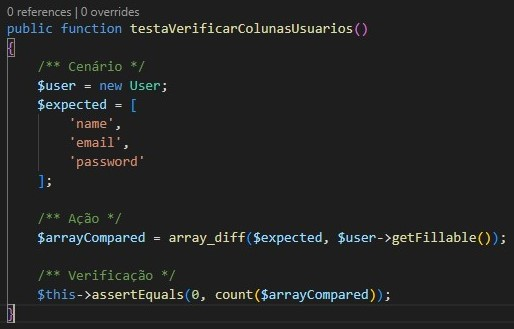 0 references | 0 overrides
public function testaVerificarColunasUsuarios()
{
    /** Cenário */
    $user = new User;
    $expected = [
        'name',
        'email',
        'password'
    ];
    /** Ação */
    $arrayCompared = array_diff($expected, $user->getFillable());
    /** Verificação */
    $this->assertEquals(0, count($arrayCompared));
}